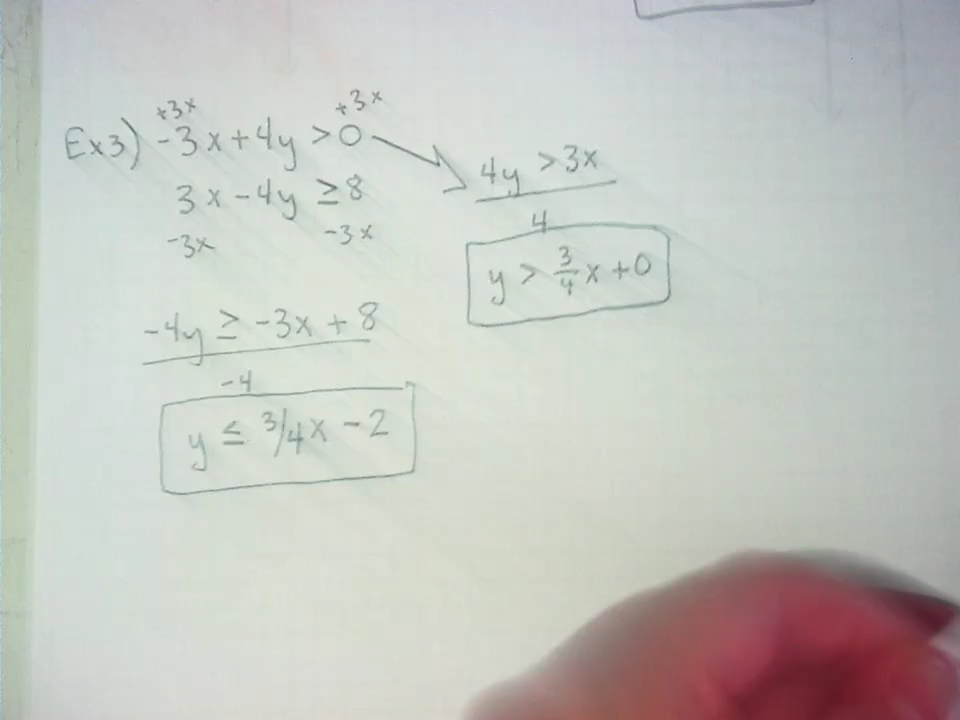 +3x +3x
Ex3) -3x+4y >0
3x-4y ≥8
-3x -3x
-4y ≥ -3x + 8
-4
y ≤ 3/4x - 2
4y >3x
4
y > 3/4 x+0